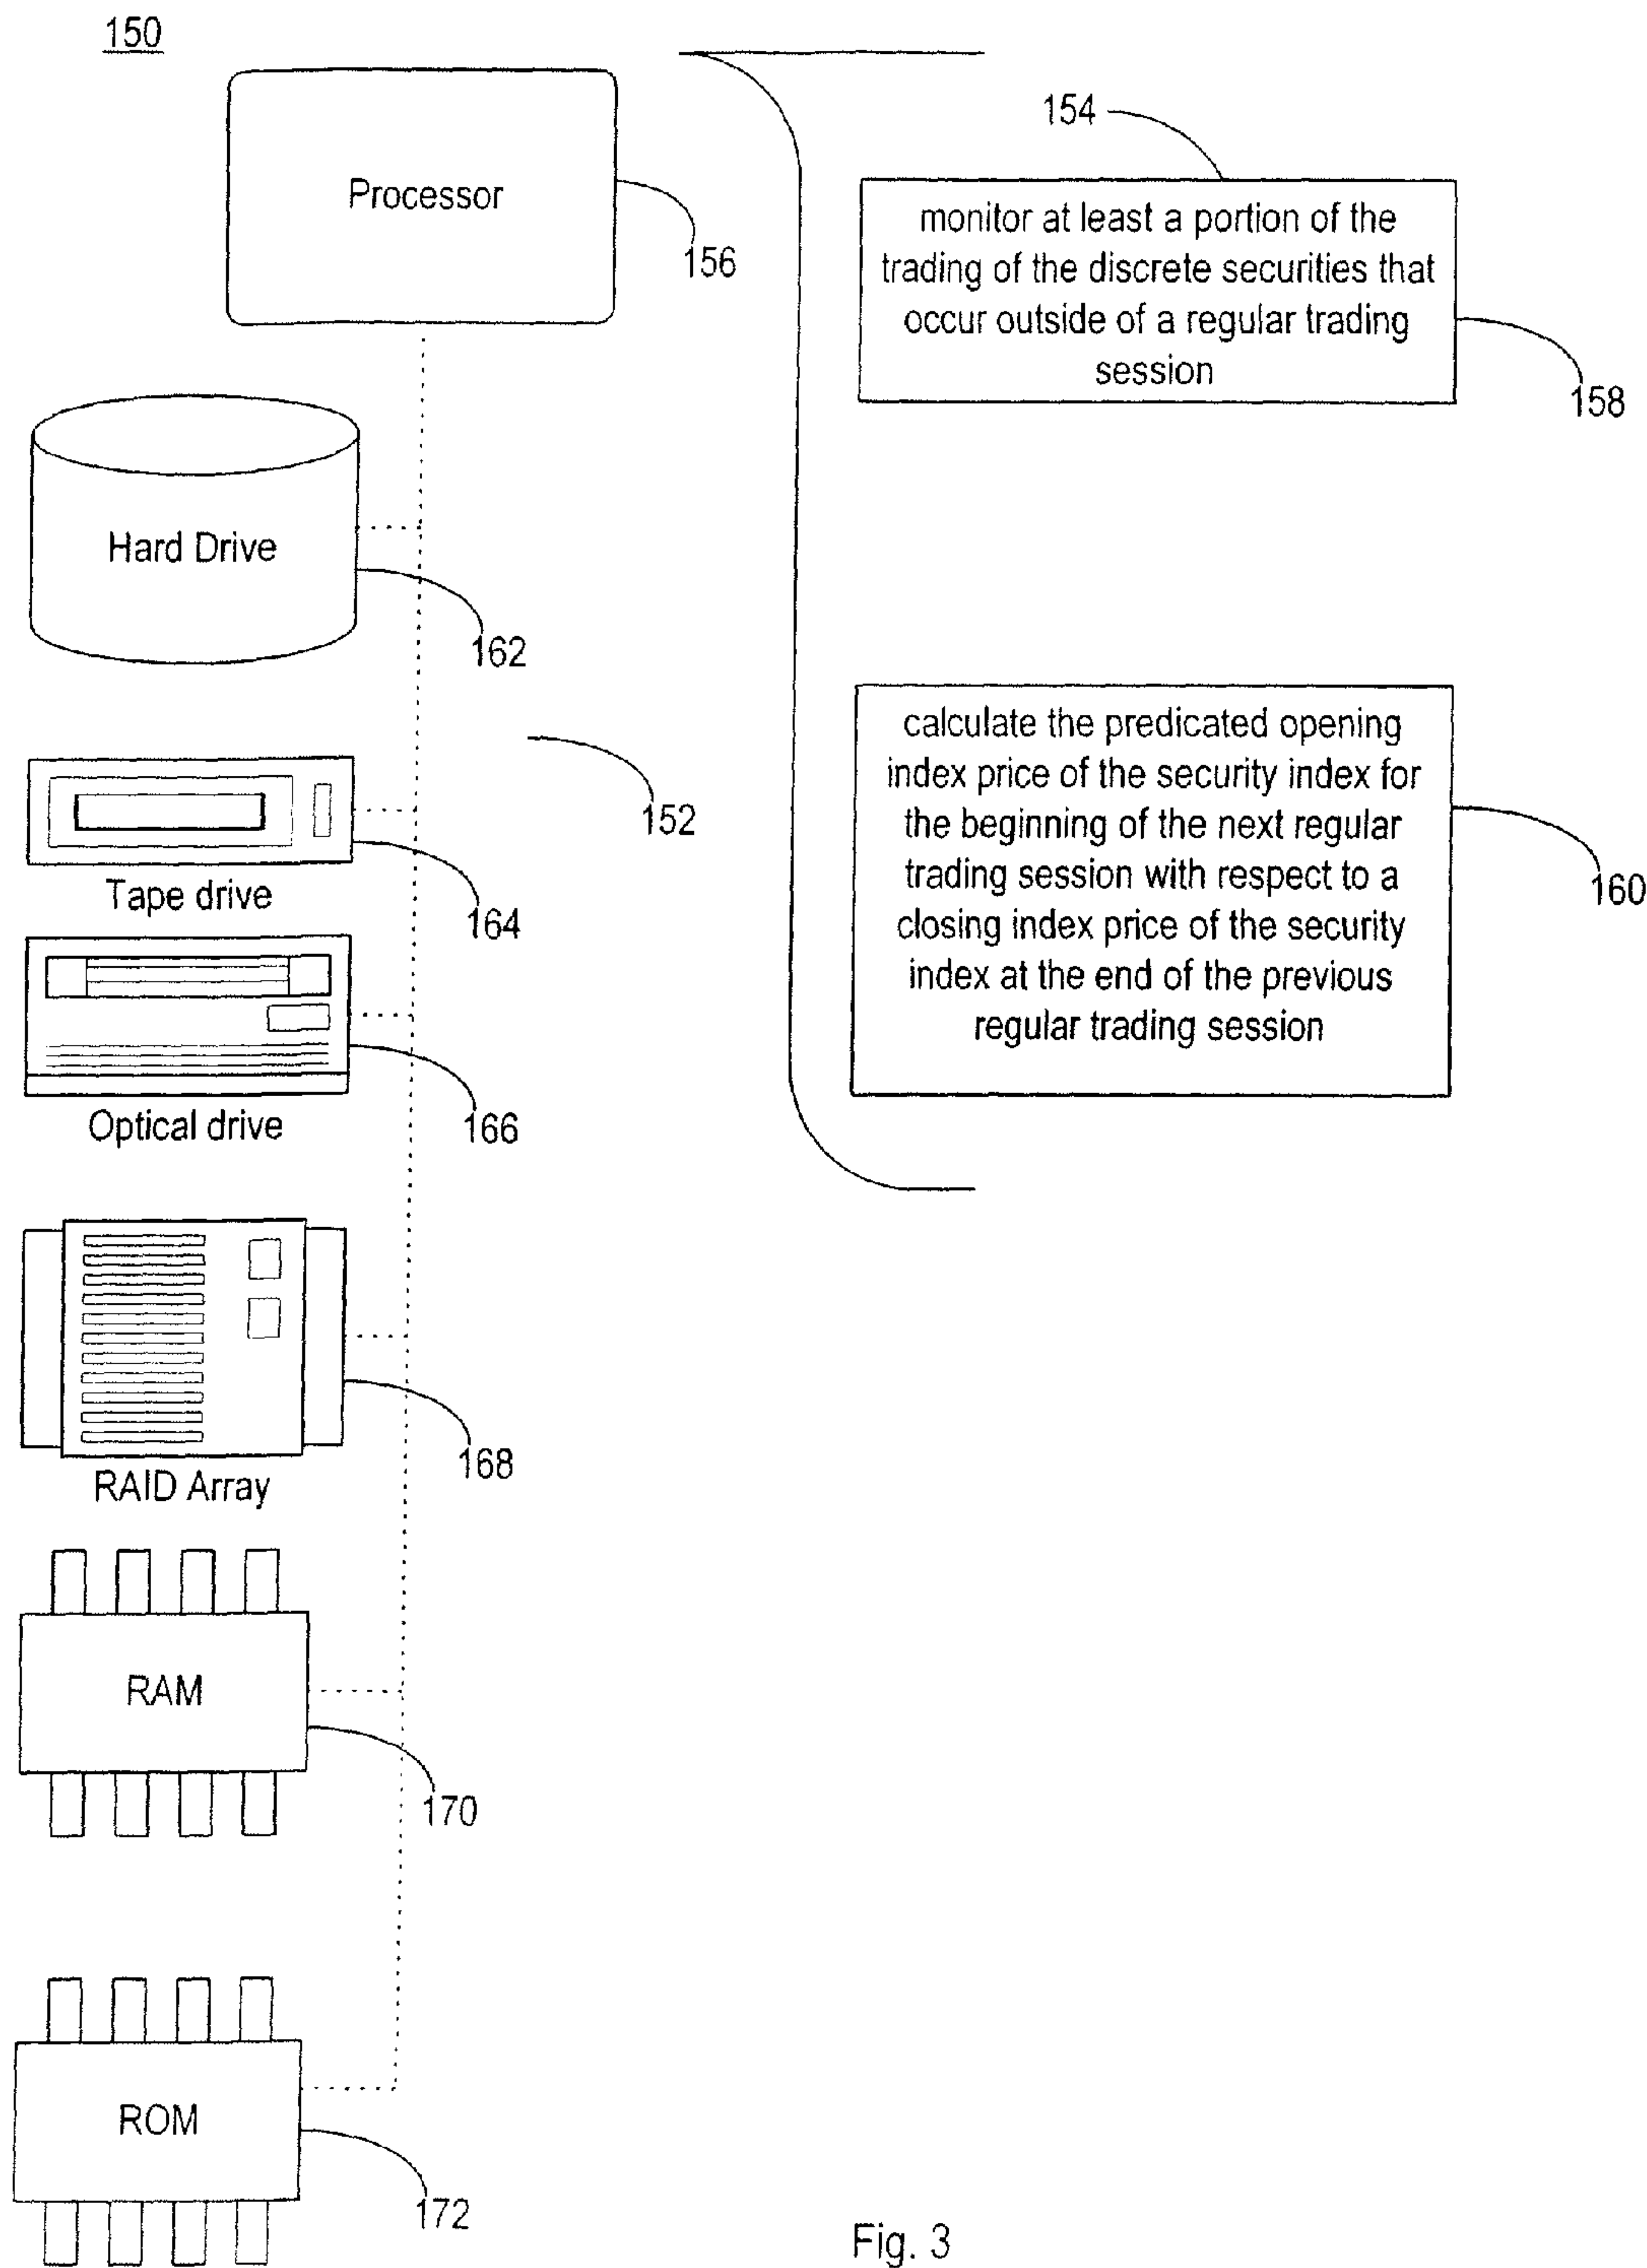 150
Processor
156
154
monitor at least a portion of the
trading of the discrete securities that
occur outside of a regular trading
session
158
Hard Drive
162
152
calculate the predicated opening
index price of the security index for
the beginning of the next regular
trading session with respect to a
closing index price of the security
index at the end of the previous
regular trading session
160
Tape drive
164
Optical drive
166
RAID Array
168
RAM
170
ROM
172
Fig. 3